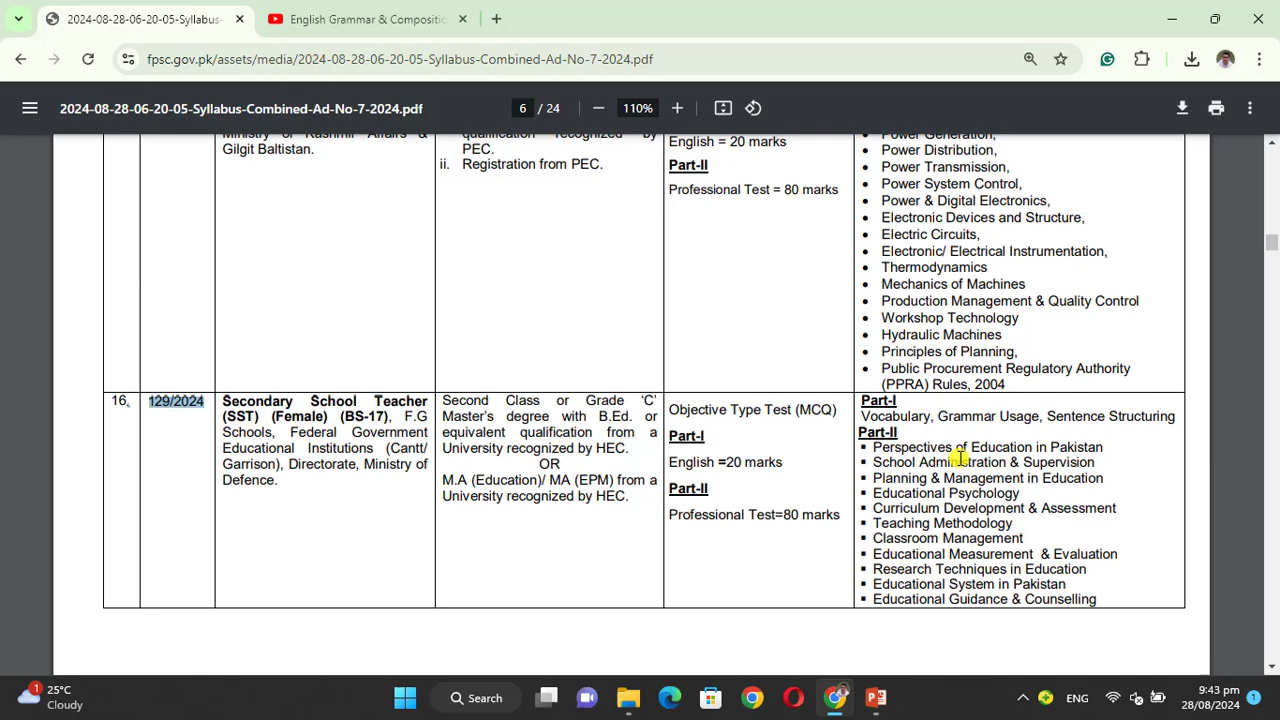 2024-08-28-06-20-05-Syllabus-
English Grammar & Compositio
fpsc.gov.pk/assets/media/2024-08-28-06-20-05-Syllabus-Combined-Ad-No-7-2024.pdf
2024-08-28-06-20-05-Syllabus-Combined-Ad-No-7-2024.pdf
6 / 24
110%
Ministry of Kashmir Affairs &
Gilgit Baltistan.
qualification recognized by
PEC.
ii. Registration from PEC.
English = 20 marks
Part-II
Professional Test = 80 marks
Power Generation,
Power Distribution,
Power Transmission,
Power System Control,
Power & Digital Electronics,
Electronic Devices and Structure,
Electric Circuits,
Electronic/ Electrical Instrumentation,
Thermodynamics
Mechanics of Machines
Production Management & Quality Control
Workshop Technology
Hydraulic Machines
Principles of Planning,
Public Procurement Regulatory Authority
(PPRA) Rules, 2004
16.
129/2024
Secondary School Teacher
(SST) (Female) (BS-17), F.G
Schools, Federal Government
Educational Institutions (Cantt/
Garrison), Directorate, Ministry of
Defence.
Second Class or Grade ‘C’
Master’s degree with B.Ed. or
equivalent qualification from a
University recognized by HEC.
OR
M.A (Education)/ MA (EPM) from a
University recognized by HEC.
Objective Type Test (MCQ)
Part-I
English =20 marks
Part-II
Professional Test=80 marks
Part-I
Vocabulary, Grammar Usage, Sentence Structuring
Part-II
Perspectives of Education in Pakistan
School Administration & Supervision
Planning & Management in Education
Educational Psychology
Curriculum Development & Assessment
Teaching Methodology
Classroom Management
Educational Measurement & Evaluation
Research Techniques in Education
Educational System in Pakistan
Educational Guidance & Counselling
1
25°C
Cloudy
Search
ENG
9:43 pm
28/08/2024
1